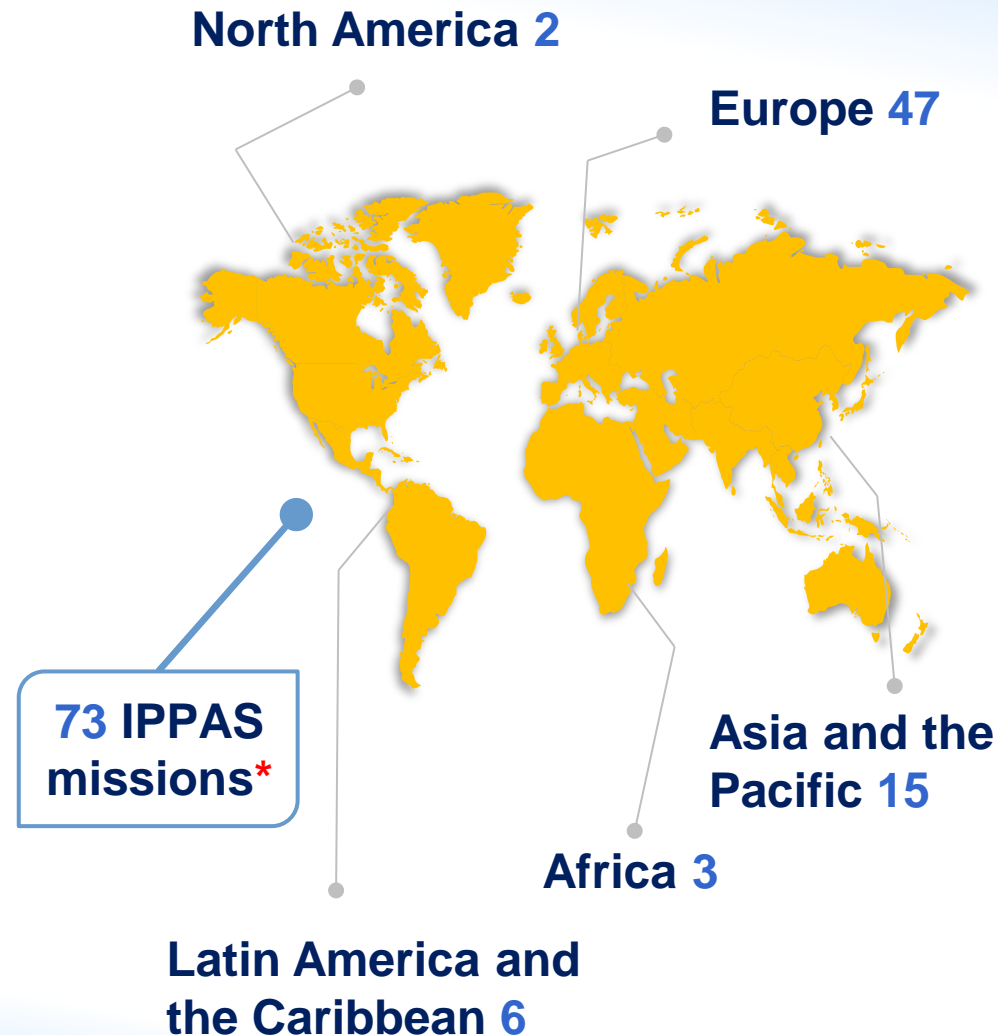 North America 2
Europe 47
73 IPPAS
missions*
Asia and the
Pacific 15
Africa 3
Latin America and
the Caribbean 6